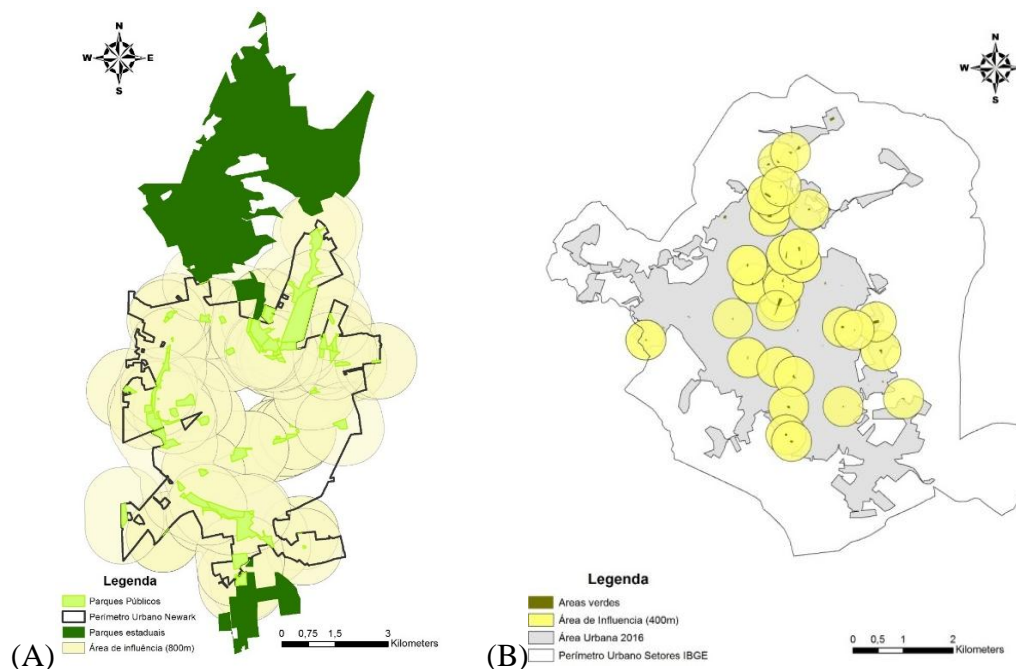 N
W E
S
N
W
S
Legenda
Parques Públicos
Perímetro Urbano Newark
Parques estaduais
Área de influência (800m)
0 0,75 1,5 3
Kilometers
(A)
Legenda
Areas verdes
Área de Influencia (400m)
Área Urbana 2016
Perímetro Urbano Setores IBGE
0 0,5 1 2
Kilometers
(B)